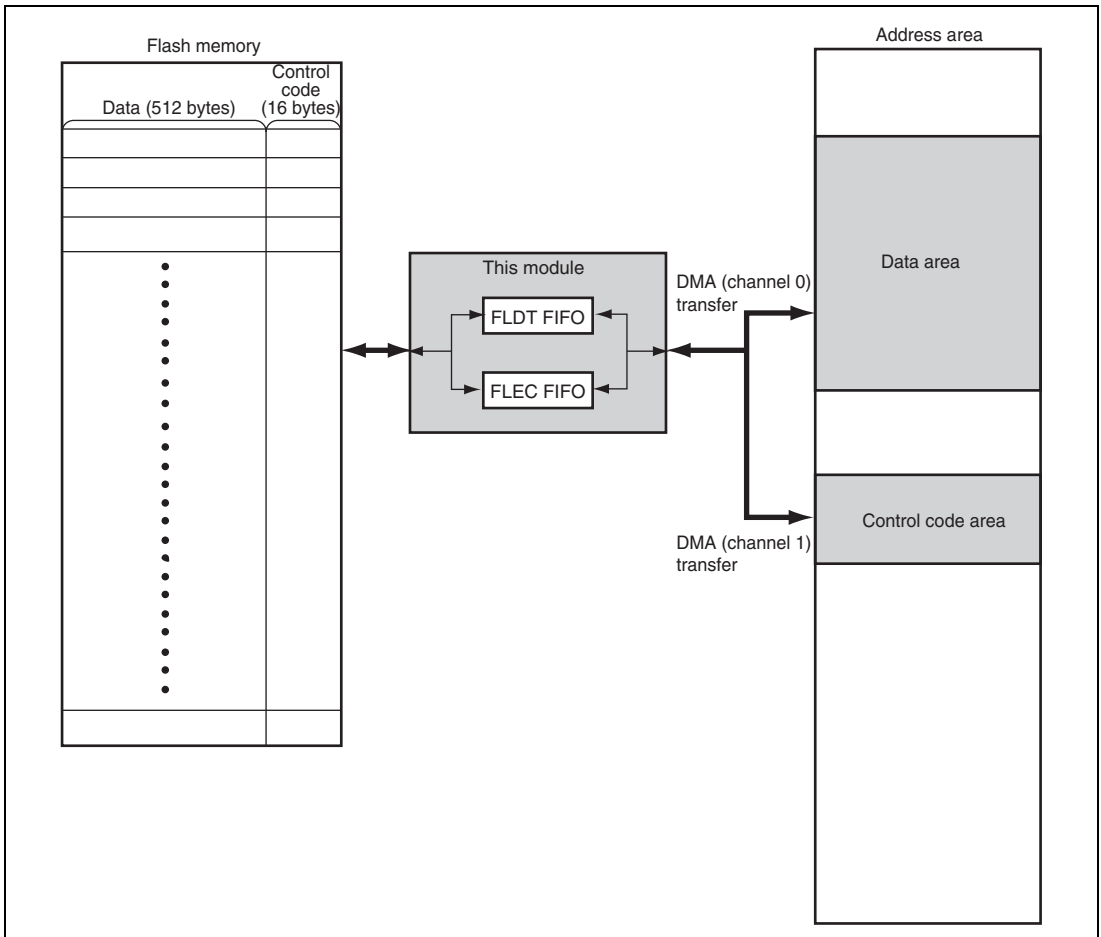 Flash memory
Control
code
(16 bytes)
Data (512 bytes)
This module
FLDT FIFO
FLEC FIFO
DMA (channel 0)
transfer
DMA (channel 1)
transfer
Address area
Data area
Control code area